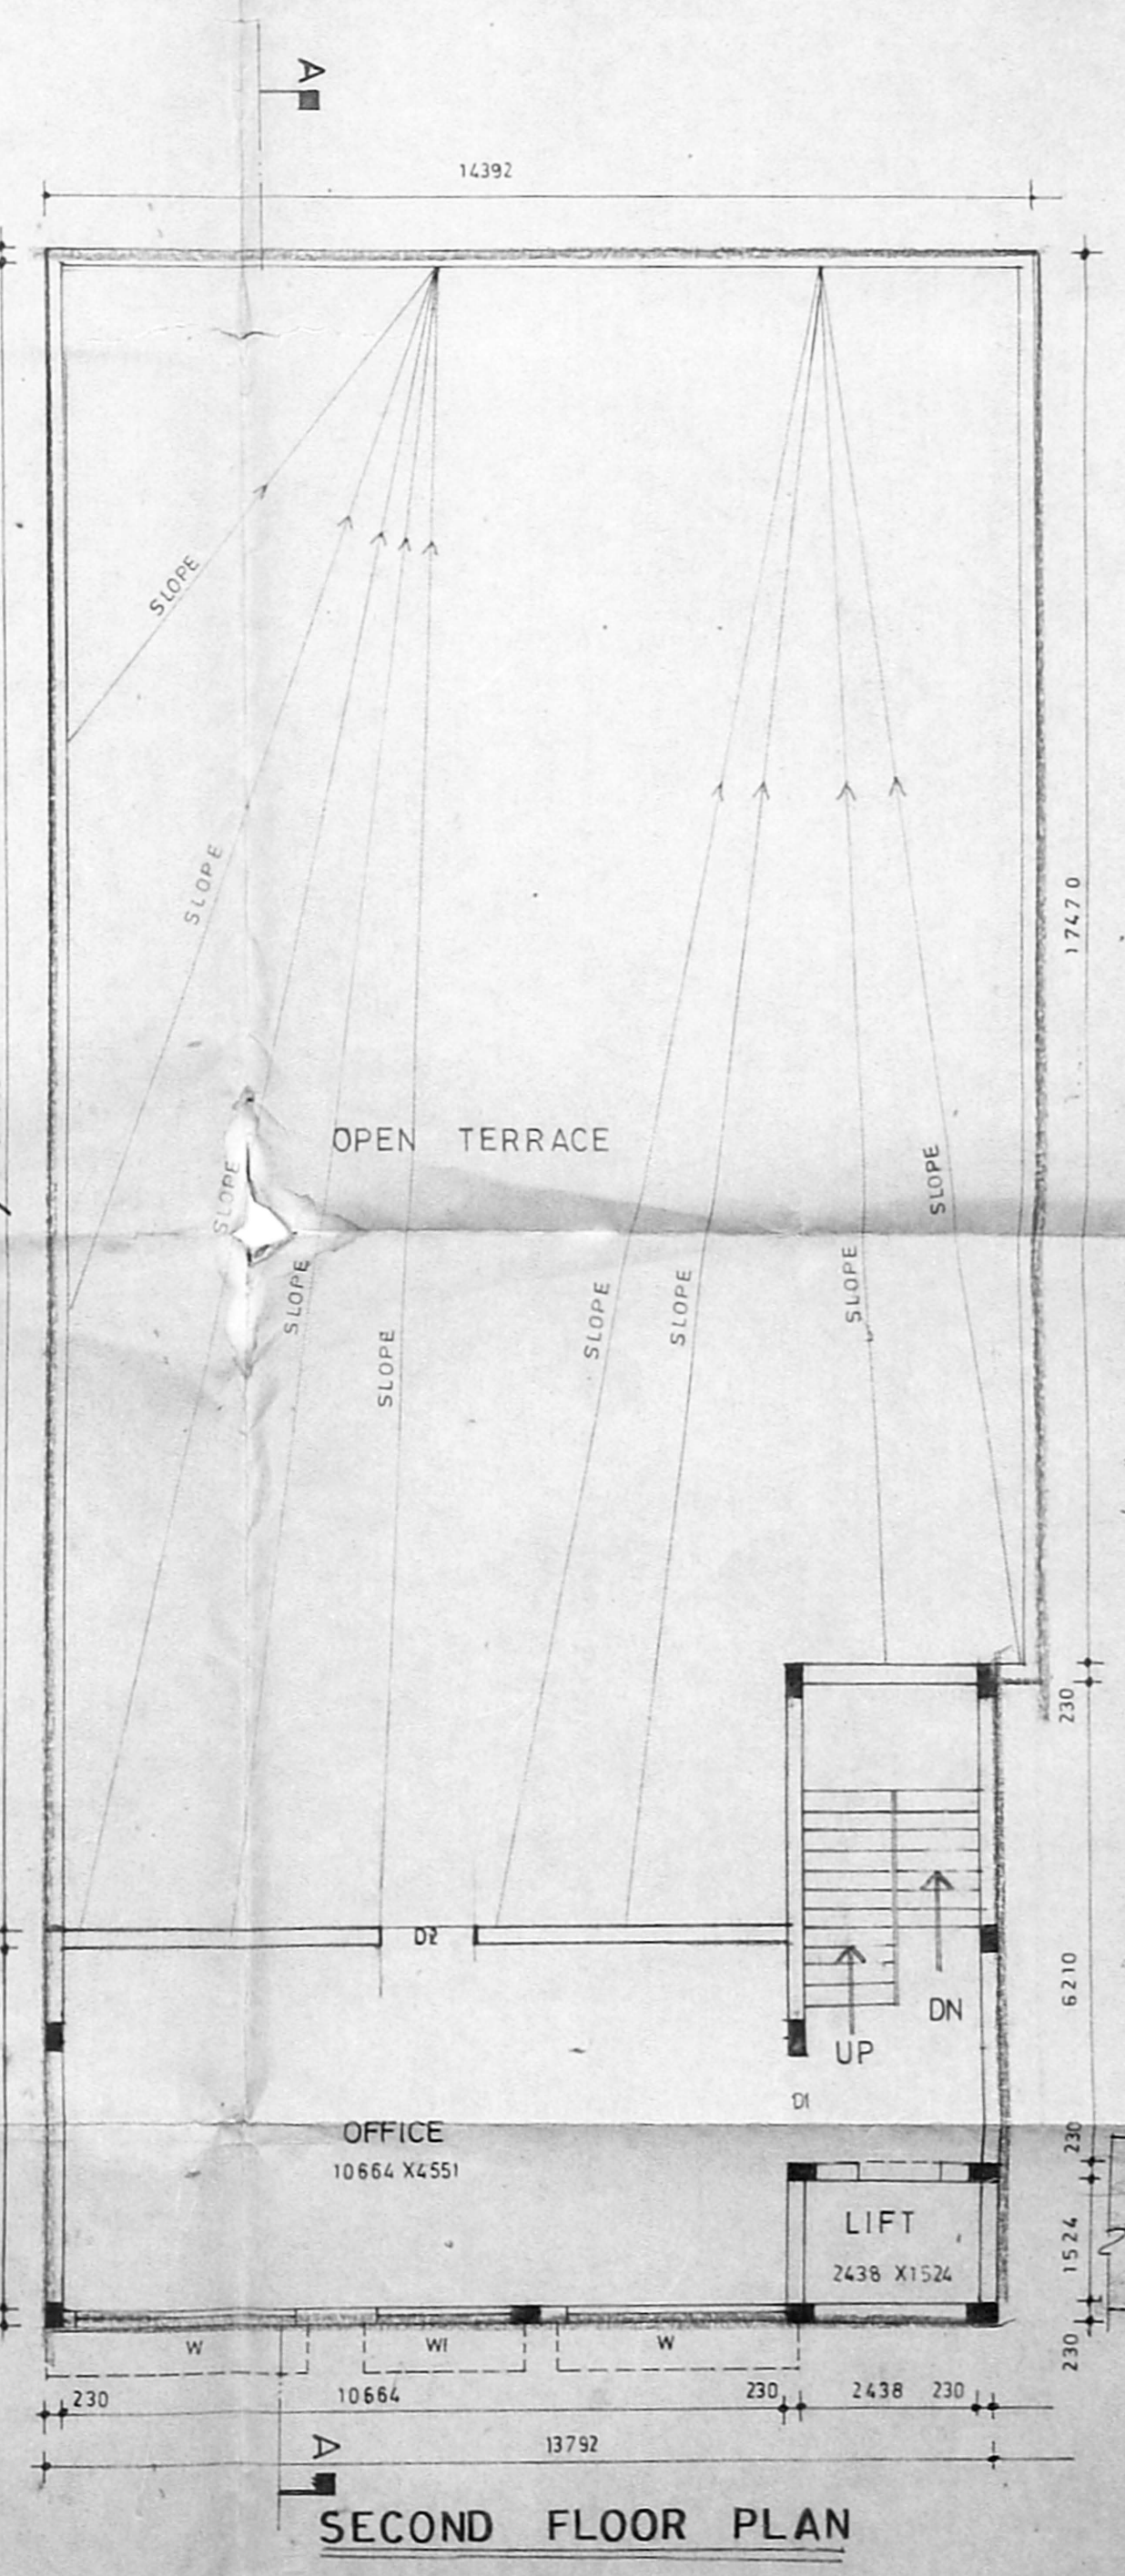 A
14392
SLOPE
SLOPE
17470
OPEN TERRACE
SLOPE
SLOPE
SLOPE
SLOPE
SLOPE
SLOPE
SLOPE
SLOPE
230
D2
6210
DN
UP
D1
OFFICE
10664 X4551
230
LIFT
2438 X1524
1524
W
W1
W
230
230
10664
230
2438
230
13792
A
SECOND FLOOR PLAN